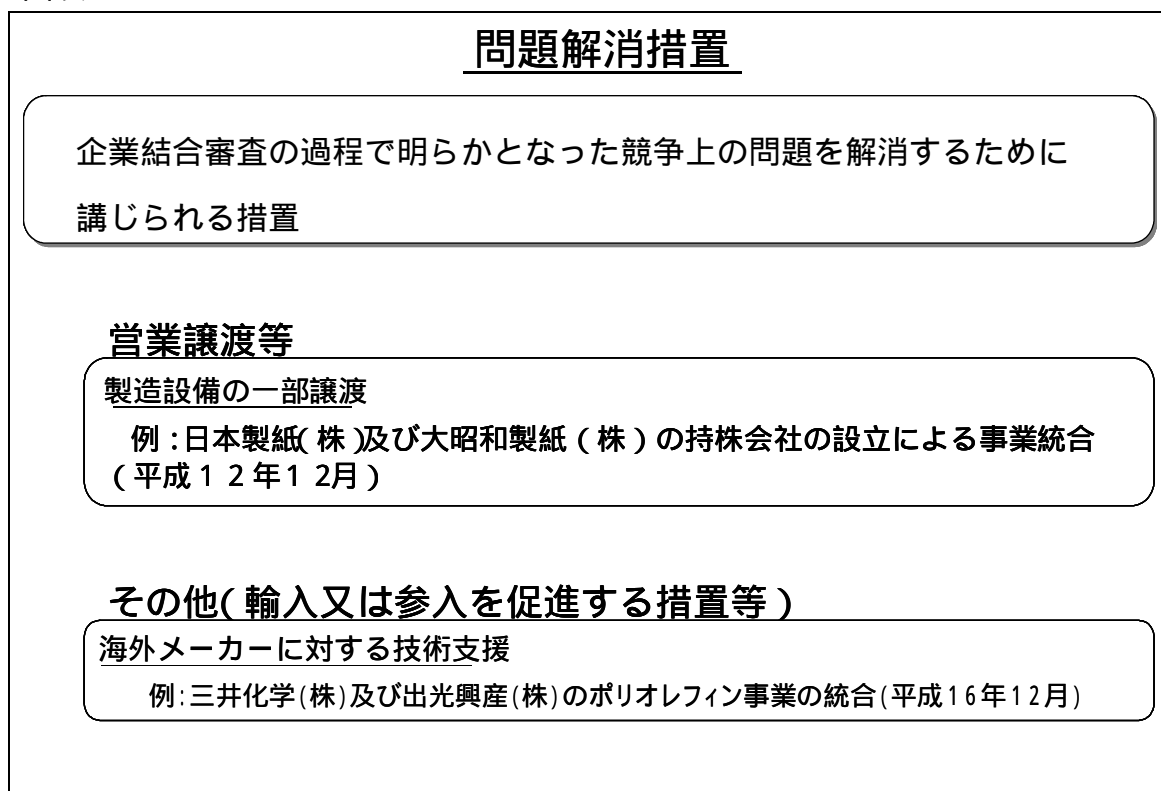 問題解消措置
企業結合審査の過程で明らかとなった競争上の問題を解消するために
講じられる措置
営業譲渡等
製造設備の一部譲渡
例:日本製紙(株)及び大昭和製紙(株)の持株会社の設立による事業統合
(平成12年12月)
その他(輸入又は参入を促進する措置等)
海外メーカーに対する技術支援
例:三井化学(株)及び出光興産(株)のポリオレフィン事業の統合(平成16年12月)